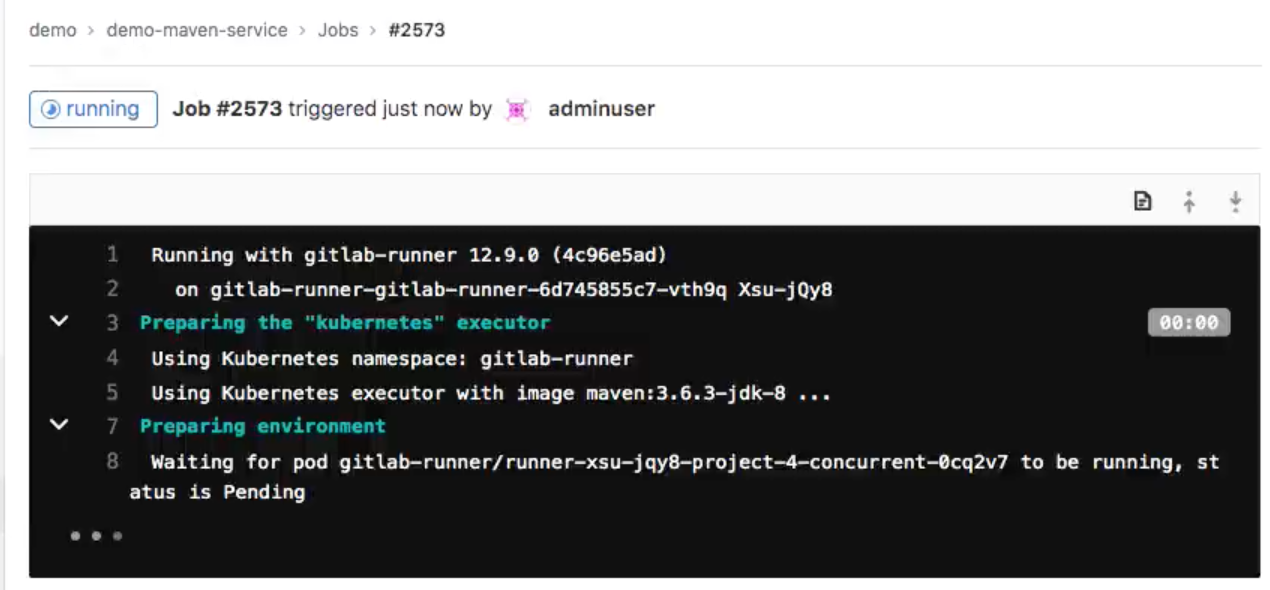 demo > demo-maven-service > Jobs > #2573
running Job #2573 triggered just now by adminuser
1 Running with gitlab-runner 12.9.0 (4c96e5ad)
2 on gitlab-runner-gitlab-runner-6d745855c7-vth9q Xsu-jQy8
3 Preparing the "kubernetes" executor 00:00
4 Using Kubernetes namespace: gitlab-runner
5 Using Kubernetes executor with image maven:3.6.3-jdk-8 ...
7 Preparing environment
8 Waiting for pod gitlab-runner/runner-xsu-jqy8-project-4-concurrent-0cq2v7 to be running, st
atus is Pending